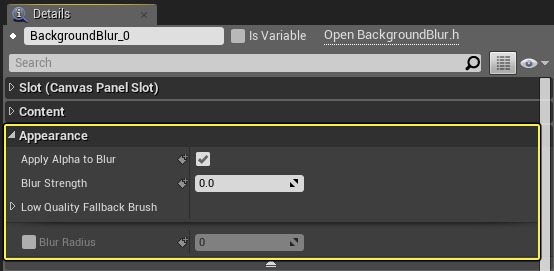 Details
BackgroundBlur_0 Is Variable Open BackgroundBlur.h
Search
Slot (Canvas Panel Slot)
Content
Appearance
Apply Alpha to Blur
Blur Strength 0.0
Low Quality Fallback Brush
Blur Radius 0